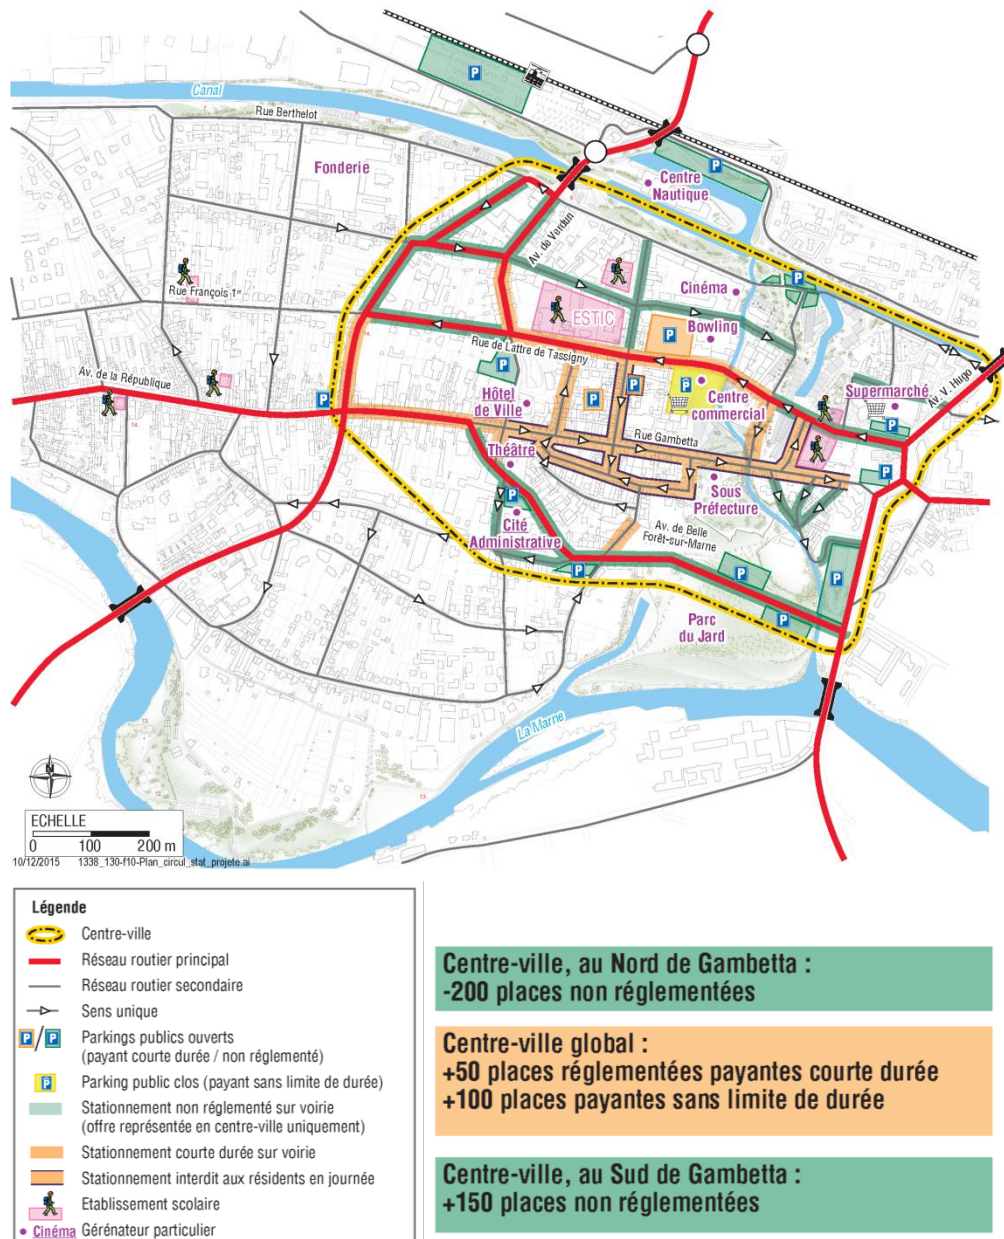 Canal
Rue Berthelot
Fonderie
Centre
Nautique
Av. de Verdun
Rue François 1er
Cinéma
ESTIC
Bowling
Rue de Lattre de Tassigny
Av. de la République
Hôtel
de Ville
Centre
commercial
Supermarché
Av. V. Hugo
Rue Gambetta
Théâtre
Sous
Préfecture
Cité
Administrative
Av. de Belle
Forêt-sur-Marne
Parc
du Jard
La Marne
N
ECHELLE
0 100 200 m
10/12/2015 1338_130-f10-Plan_circul_stat_projete.ai
Légende
Centre-ville
Réseau routier principal
Réseau routier secondaire
Sens unique
P/P Parkings publics ouverts
(payant courte durée / non réglementé)
P Parking public clos (payant sans limite de durée)
Stationnement non réglementé sur voirie
(offre représentée en centre-ville uniquement)
Stationnement courte durée sur voirie
Stationnement interdit aux résidents en journée
Etablissement scolaire
Cinéma Gérénateur particulier
Centre-ville, au Nord de Gambetta :
-200 places non réglementées
Centre-ville global :
+50 places réglementées payantes courte durée
+100 places payantes sans limite de durée
Centre-ville, au Sud de Gambetta :
+150 places non réglementées